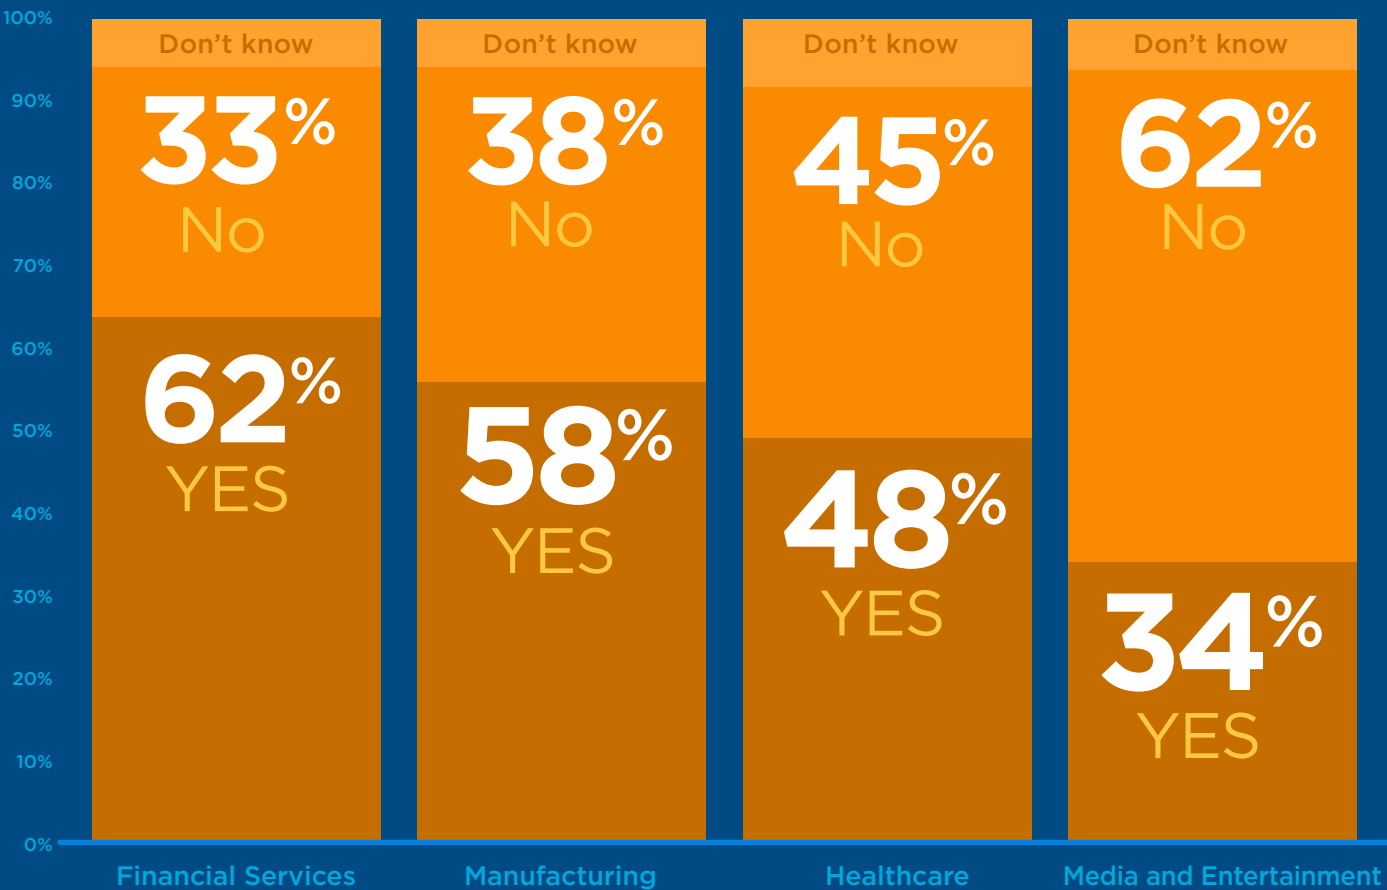 100%
90%
80%
70%
60%
50%
40%
30%
20%
10%
0%
Don't know
33%
No
62%
YES
Financial Services
Don't know
38%
No
58%
YES
Manufacturing
Don't know
45%
No
48%
YES
Healthcare
Don't know
62%
No
34%
YES
Media and Entertainment